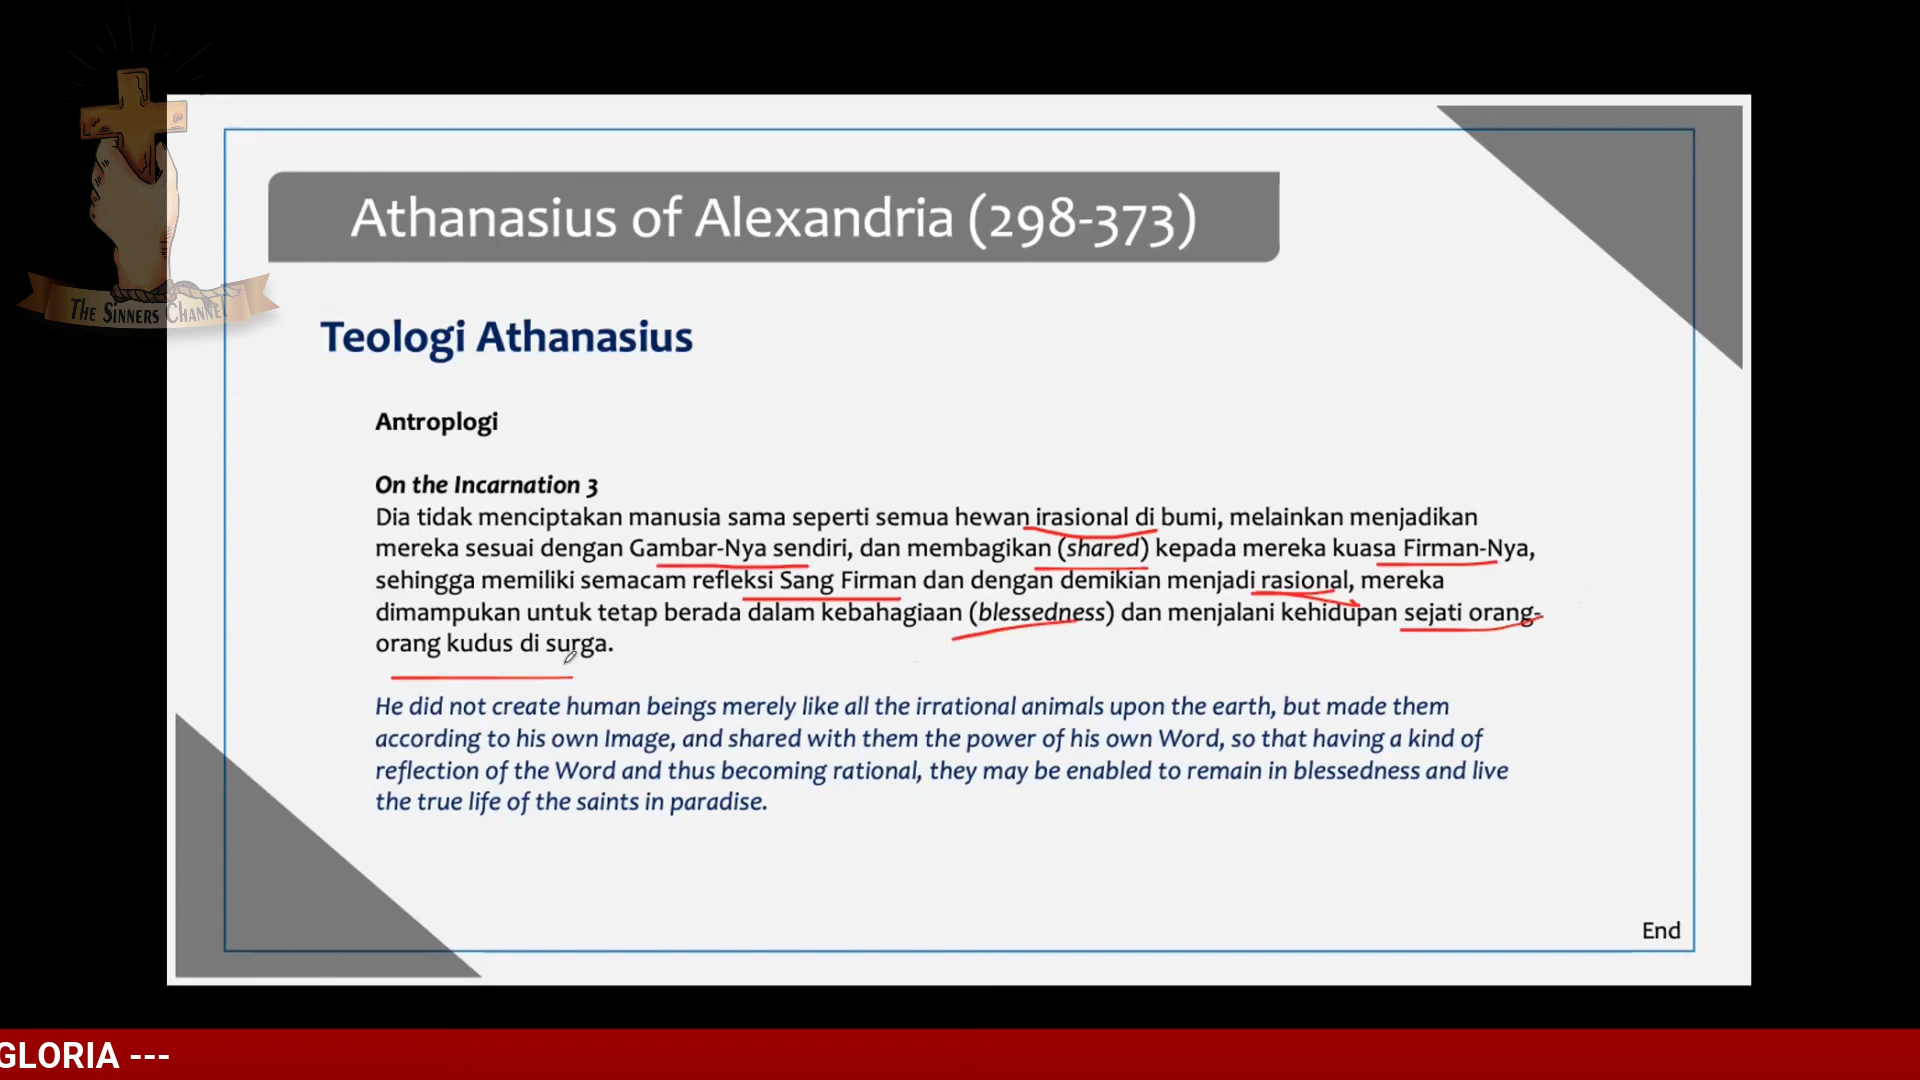 The Sinners Channel
Athanasius of Alexandria (298-373)
Teologi Athanasius
Antroplogi
On the Incarnation 3
Dia tidak menciptakan manusia sama seperti semua hewan irasional di bumi, melainkan menjadikan
mereka sesuai dengan Gambar-Nya sendiri, dan membagikan (shared) kepada mereka kuasa Firman-Nya,
sehingga memiliki semacam refleksi Sang Firman dan dengan demikian menjadi rasional, mereka
dimampukan untuk tetap berada dalam kebahagiaan (blessedness) dan menjalani kehidupan sejati orang-
orang kudus di surga.
He did not create human beings merely like all the irrational animals upon the earth, but made them
according to his own Image, and shared with them the power of his own Word, so that having a kind of
reflection of the Word and thus becoming rational, they may be enabled to remain in blessedness and live
the true life of the saints in paradise.
End
GLORIA ---